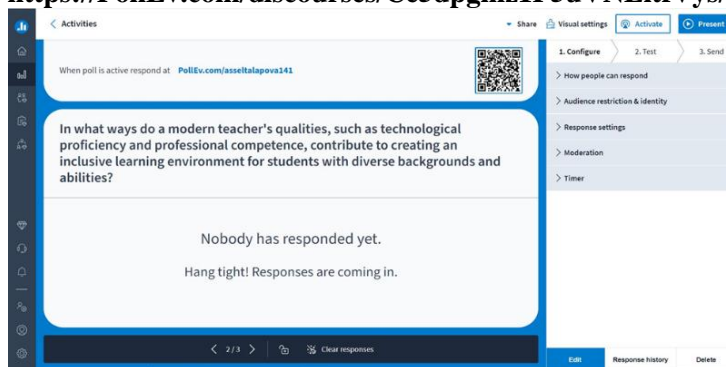 Activities
Share
Visual settings
Activate
Present
When poll is active respond at PollEv.com/asseltalapova141
1. Configure
2. Test
3. Send
How people can respond
Audience restriction & identity
Response settings
Moderation
Timer
In what ways do a modern teacher's qualities, such as technological
proficiency and professional competence, contribute to creating an
inclusive learning environment for students with diverse backgrounds and
abilities?
Nobody has responded yet.
Hang tight! Responses are coming in.
2/3
Clear responses
Edit
Response history
Delete